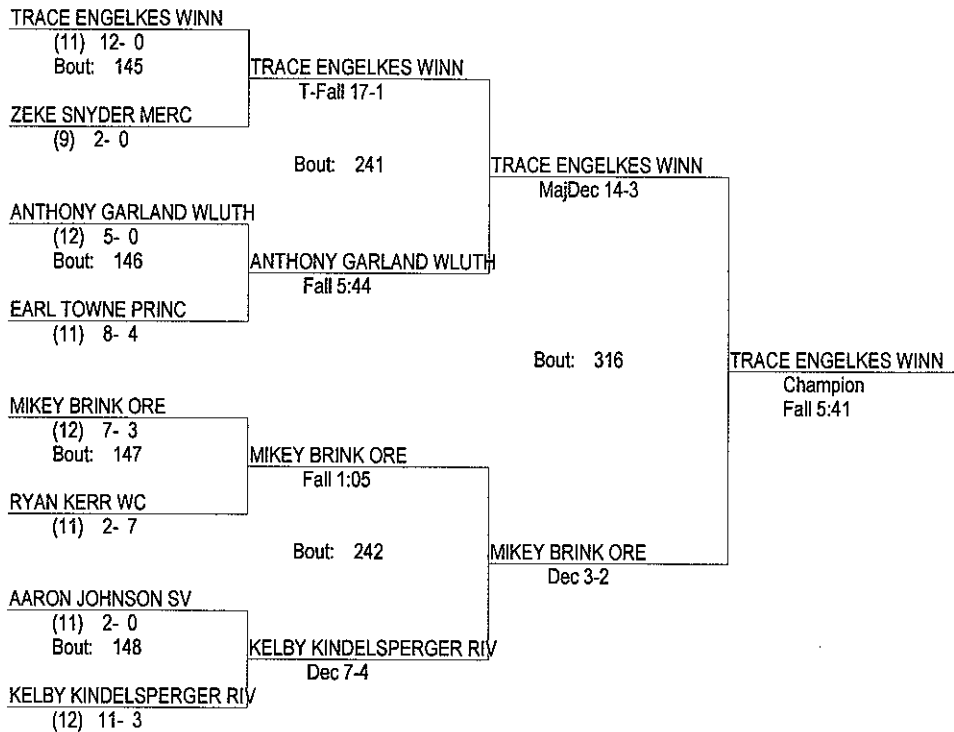 TRACE ENGELKES WINN
(11) 12- 0
Bout: 145
TRACE ENGELKES WINN
T-Fall 17-1
ZEKE SNYDER MERC
(9) 2- 0
Bout: 241
TRACE ENGELKES WINN
MajDec 14-3
ANTHONY GARLAND WLUTH
(12) 5- 0
Bout: 146
ANTHONY GARLAND WLUTH
Fall 5:44
EARL TOWNE PRINC
(11) 8- 4
Bout: 316
TRACE ENGELKES WINN
Champion
Fall 5:41
MIKEY BRINK ORE
(12) 7- 3
Bout: 147
MIKEY BRINK ORE
Fall 1:05
RYAN KERR WC
(11) 2- 7
Bout: 242
MIKEY BRINK ORE
Dec 3-2
AARON JOHNSON SV
(11) 2- 0
Bout: 148
KELBY KINDELSPERGER RIV
Dec 7-4
KELBY KINDELSPERGER RIV
(12) 11- 3